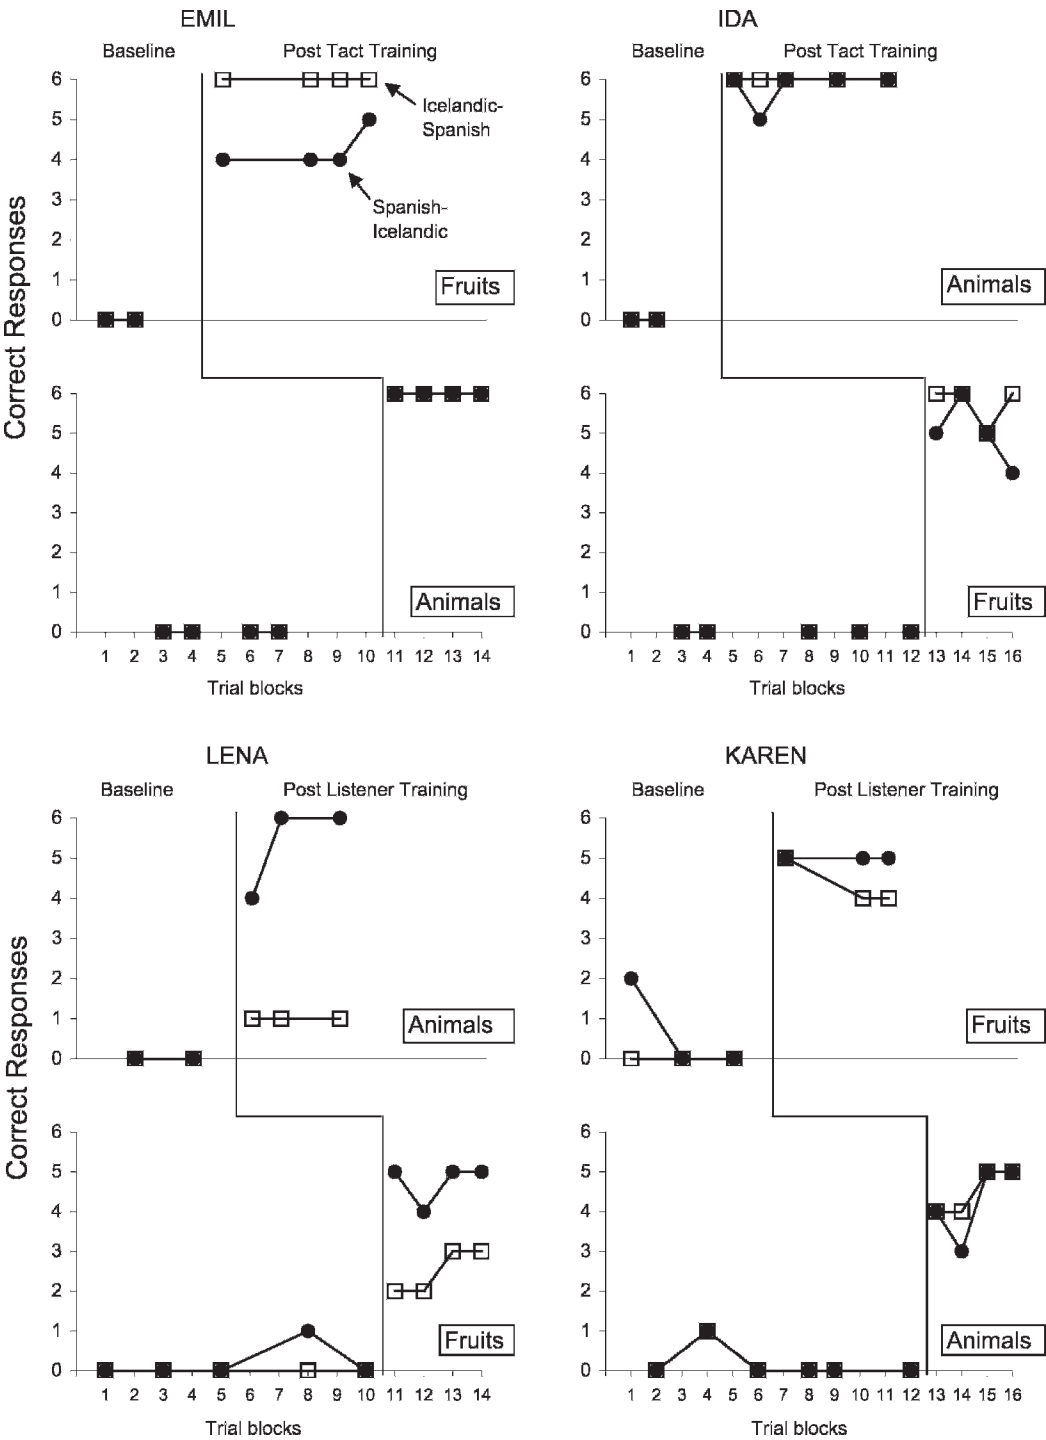 EMIL
Baseline Post Tact Training
6
5
4
3
2
1
0
Icelandic-
Spanish
Spanish-
Icelandic
Fruits
6
5
4
3
2
1
0
Animals
1 2 3 4 5 6 7 8 9 10 11 12 13 14
Trial blocks
Correct Responses
IDA
Baseline Post Tact Training
6
5
4
3
2
1
0
Animals
6
5
4
3
2
1
0
Fruits
1 2 3 4 5 6 7 8 9 10 11 12 13 14 15 16
Trial blocks
LENA
Baseline Post Listener Training
6
5
4
3
2
1
0
Animals
6
5
4
3
2
1
0
Fruits
1 2 3 4 5 6 7 8 9 10 11 12 13 14
Trial blocks
Correct Responses
KAREN
Baseline Post Listener Training
6
5
4
3
2
1
0
Fruits
6
5
4
3
2
1
0
Animals
1 2 3 4 5 6 7 8 9 10 11 12 13 14 15 16
Trial blocks